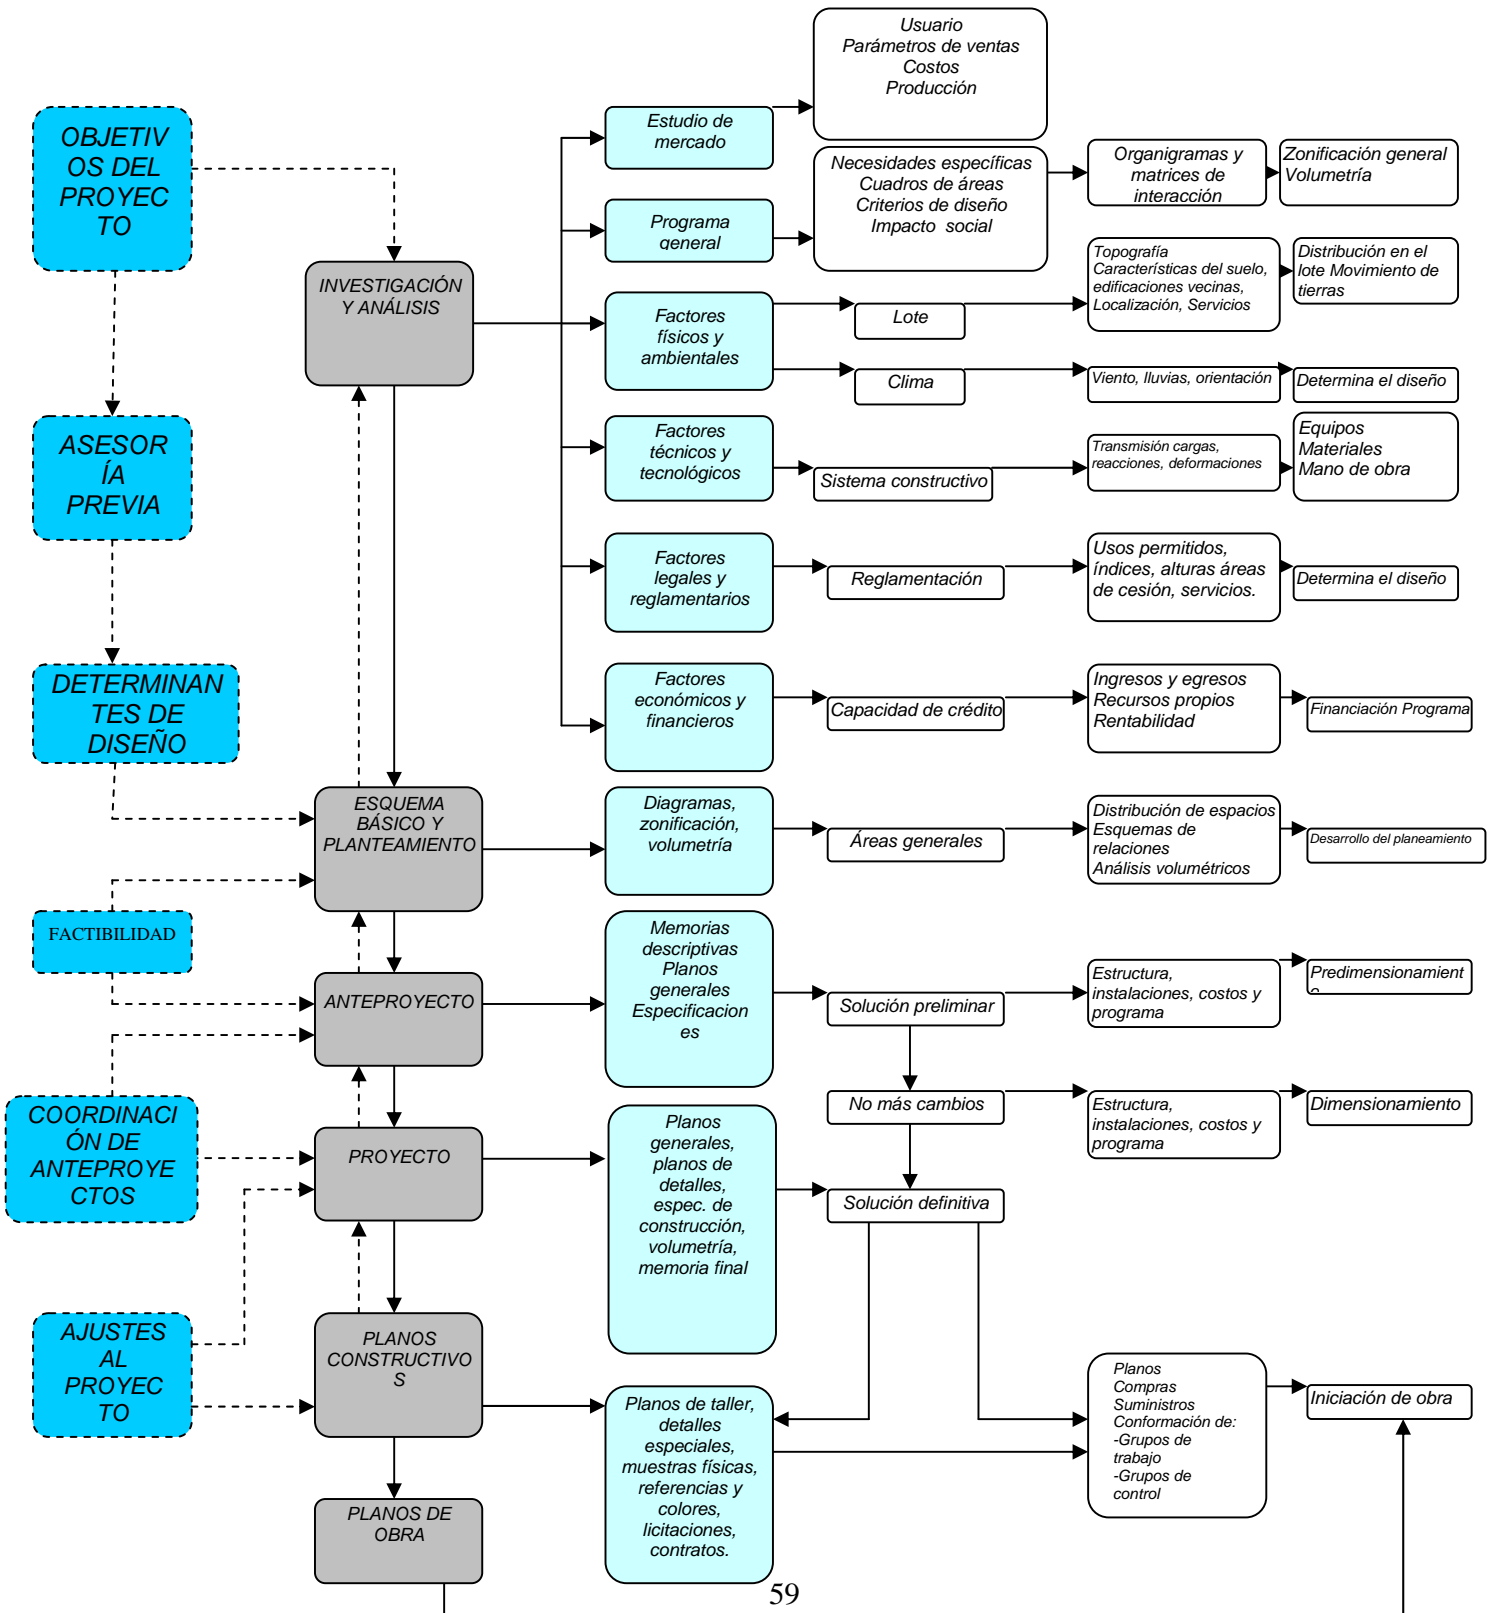 OBJETIV
OS DEL
PROYEC
TO
ASESOR
ÍA
PREVIA
DETERMINAN
TES DE
DISEÑO
FACTIBILIDAD
COORDINACI
ÓN DE
ANTEPROYE
CTOS
AJUSTES
AL
PROYEC
TO
INVESTIGACIÓN
Y ANÁLISIS
ESQUEMA
BÁSICO Y
PLANTEAMIENTO
ANTEPROYECTO
PROYECTO
PLANOS
CONSTRUCTIVO
S
PLANOS DE
OBRA
Estudio de
mercado
Usuario
Parámetros de ventas
Costos
Producción
Programa
general
Necesidades específicas
Cuadros de áreas
Criterios de diseño
Impacto social
Organigramas y
matrices de
interacción
Zonificación general
Volumetría
Factores
físicos y
ambientales
Lote
Topografía
Características del suelo,
edificaciones vecinas,
Localización, Servicios
Distribución en el
lote Movimiento de
tierras
Clima
Viento, lluvias, orientación
Determina el diseño
Factores
técnicos y
tecnológicos
Sistema constructivo
Transmisión cargas,
reacciones, deformaciones
Equipos
Materiales
Mano de obra
Factores
legales y
reglamentarios
Reglamentación
Usos permitidos,
índices, alturas áreas
de cesión, servicios.
Determina el diseño
Factores
económicos y
financieros
Capacidad de crédito
Ingresos y egresos
Recursos propios
Rentabilidad
Financiación Programa
Diagramas,
zonificación,
volumetría
Áreas generales
Distribución de espacios
Esquemas de
relaciones
Análisis volumétricos
Desarrollo del planeamiento
Memorias
descriptivas
Planos
generales
Especificacion
es
Solución preliminar
Estructura,
instalaciones, costos y
programa
Predimensionamient
o
No más cambios
Estructura,
instalaciones, costos y
programa
Dimensionamiento
Planos
generales,
planos de
detalles,
espec. de
construcción,
volumetría,
memoria final
Solución definitiva
Planos de taller,
detalles
especiales,
muestras físicas,
referencias y
colores,
licitaciones,
contratos.
Planos
Compras
Suministros
Conformación de:
-Grupos de
trabajo
-Grupos de
control
Iniciación de obra
59